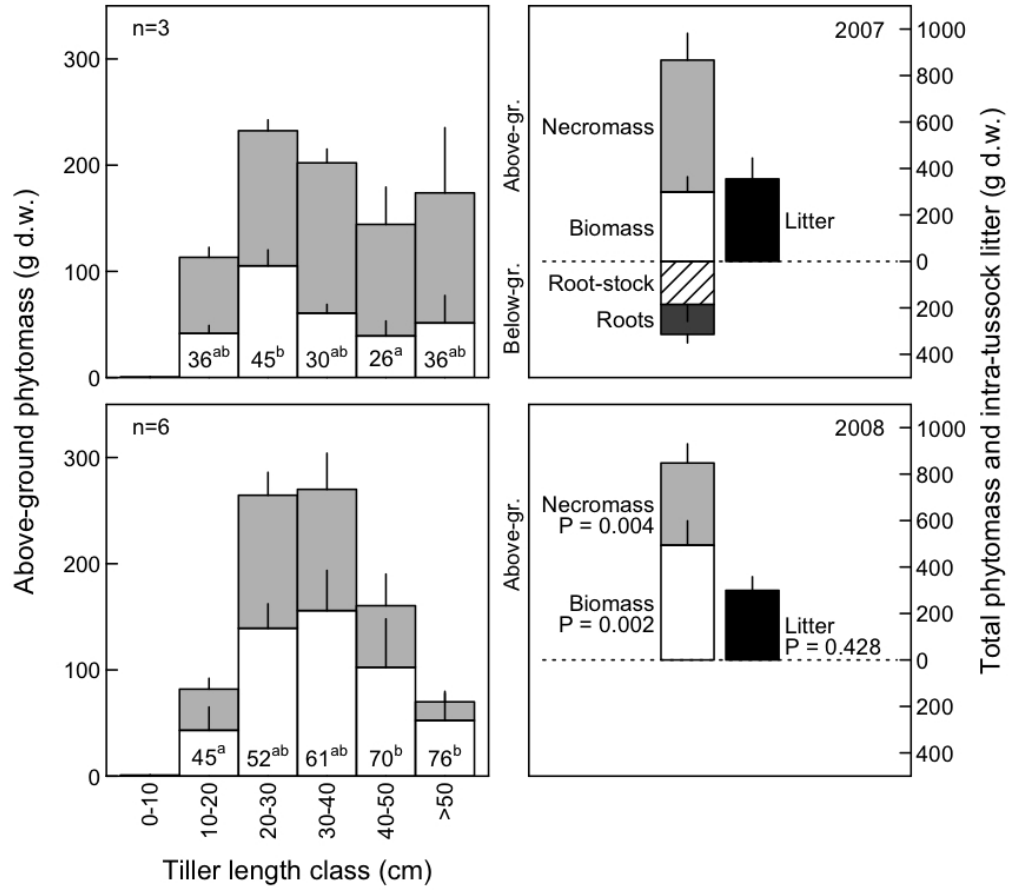 n=3
300
200
100
0
36ab
45b
30ab
26a
36ab
2007
1000
800
600
400
200
0
200
400
Above-gr.
Below-gr.
Necromass
Biomass
Root-stock
Roots
Litter
Above-ground phytomass (g d.w.)
Total phytomass and intra-tussock litter (g d.w.)
n=6
300
200
100
0
45a
52ab
61ab
70b
76b
0-10
10-20
20-30
30-40
40-50
>50
Tiller length class (cm)
2008
1000
800
600
400
200
0
200
400
Above-gr.
Necromass
P = 0.004
Biomass
P = 0.002
Litter
P = 0.428